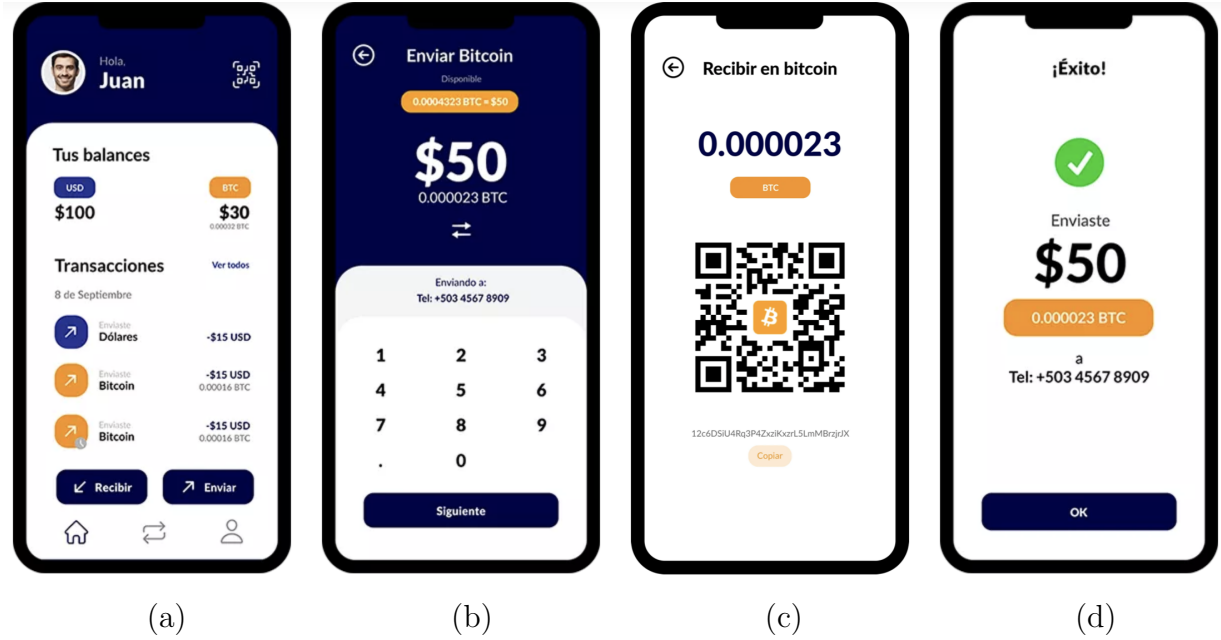 Hola,
Juan
Tus balances
USD
BTC
$100
$30
0.00032 BTC
Transacciones
Ver todos
8 de Septiembre
Enviaste
Dólares
-$15 USD
Enviaste
Bitcoin
-$15 USD
0.00016 BTC
Enviaste
Bitcoin
-$15 USD
0.00016 BTC
Recibir
Enviar
(a)
Enviar Bitcoin
Disponible
0.0004323 BTC = $50
$50
0.000023 BTC
Enviando a:
Tel: +503 4567 8909
1 2 3
4 5 6
7 8 9
. 0
Siguiente
(b)
Recibir en bitcoin
0.000023
BTC
12c6DSiU4Rq3P4ZxziKxzrL5LmMBrzjrJX
Copiar
(c)
¡Éxito!
Enviaste
$50
0.000023 BTC
a
Tel: +503 4567 8909
OK
(d)